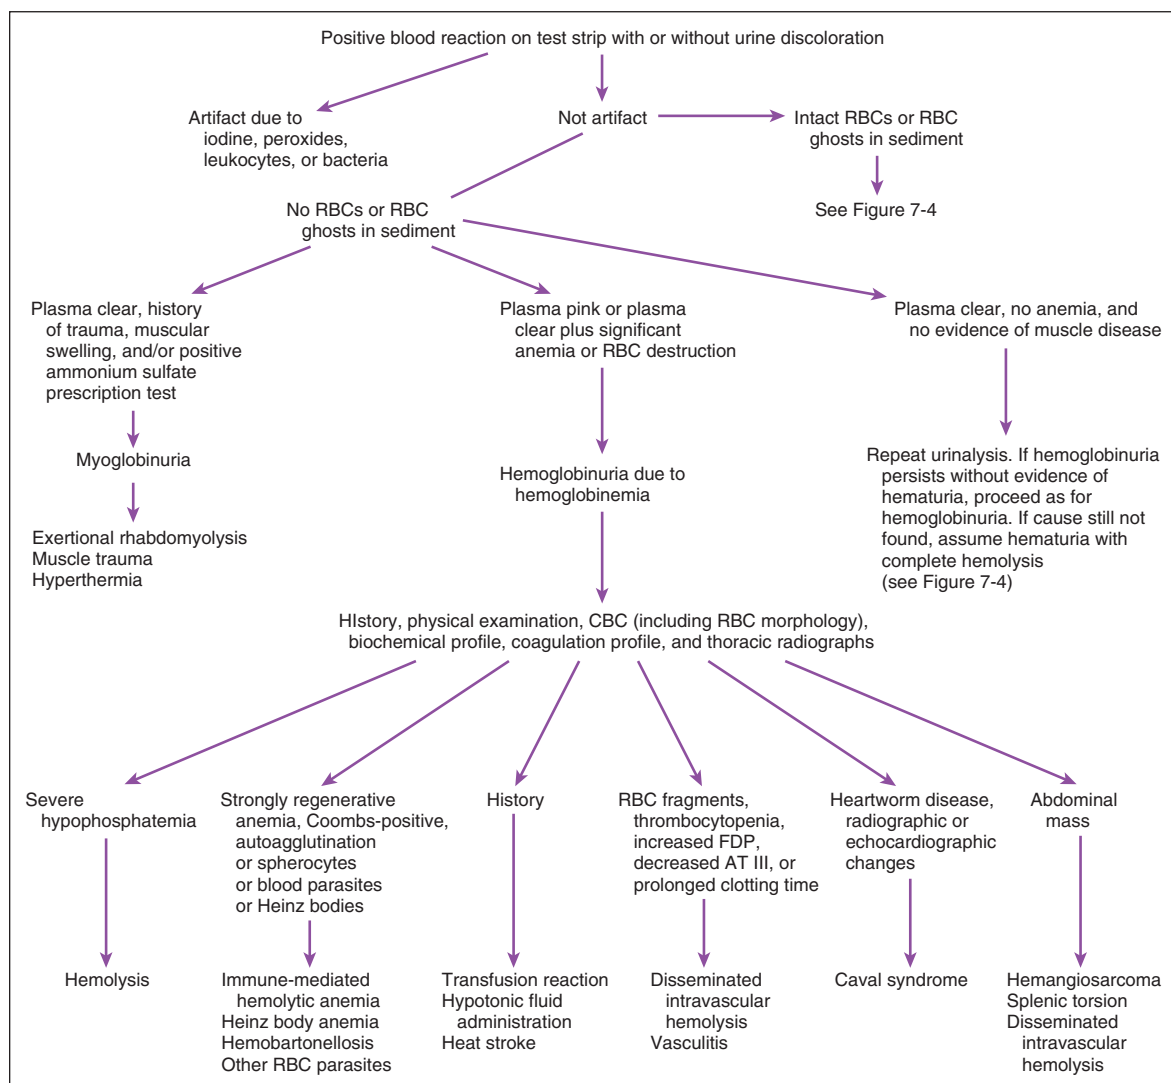 Positive blood reaction on test strip with or without urine discoloration
Artifact due to
iodine, peroxides,
leukocytes, or bacteria
Not artifact
Intact RBCs or RBC
ghosts in sediment
See Figure 7-4
No RBCs or RBC
ghosts in sediment
Plasma clear, history
of trauma, muscular
swelling, and/or positive
ammonium sulfate
prescription test
Plasma pink or plasma
clear plus significant
anemia or RBC destruction
Plasma clear, no anemia, and
no evidence of muscle disease
Myoglobinuria
Exertional rhabdomyolysis
Muscle trauma
Hyperthermia
Hemoglobinuria due to
hemoglobinemia
Repeat urinalysis. If hemoglobinuria
persists without evidence of
hematuria, proceed as for
hemoglobinuria. If cause still not
found, assume hematuria with
complete hemolysis
(see Figure 7-4)
HIstory, physical examination, CBC (including RBC morphology),
biochemical profile, coagulation profile, and thoracic radiographs
Severe
hypophosphatemia
Strongly regenerative
anemia, Coombs-positive,
autoagglutination
or spherocytes
or blood parasites
or Heinz bodies
History
RBC fragments,
thrombocytopenia,
increased FDP,
decreased AT III, or
prolonged clotting time
Heartworm disease,
radiographic or
echocardiographic
changes
Abdominal
mass
Hemolysis
Immune-mediated
hemolytic anemia
Heinz body anemia
Hemobartonellosis
Other RBC parasites
Transfusion reaction
Hypotonic fluid
administration
Heat stroke
Disseminated
intravascular
hemolysis
Vasculitis
Caval syndrome
Hemangiosarcoma
Splenic torsion
Disseminated
intravascular
hemolysis